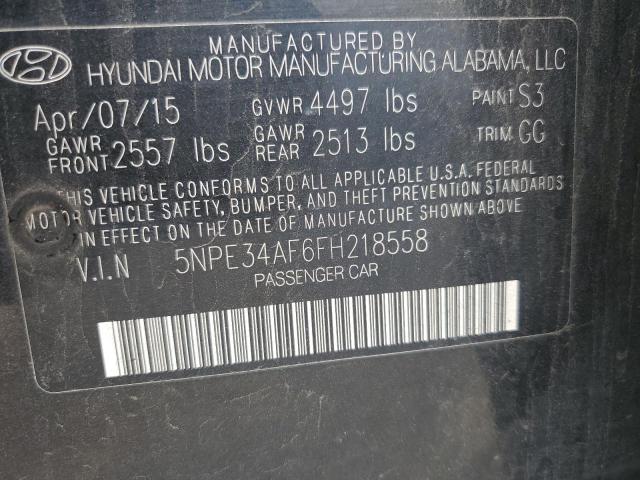 MANUFACTURED BY
HYUNDAI MOTOR MANUFACTURING ALABAMA, LLC
Apr/07/15 GVWR 4497 lbs PAINT S3
GAWR FRONT 2557 lbs GAWR REAR 2513 lbs TRIM GG
THIS VEHICLE CONFORMS TO ALL APPLICABLE U.S.A. FEDERAL
MOTOR VEHICLE SAFETY, BUMPER, AND THEFT PREVENTION STANDARDS
IN EFFECT ON THE DATE OF MANUFACTURE SHOWN ABOVE.
V.I.N 5NPE34AF6FH218558
PASSENGER CAR